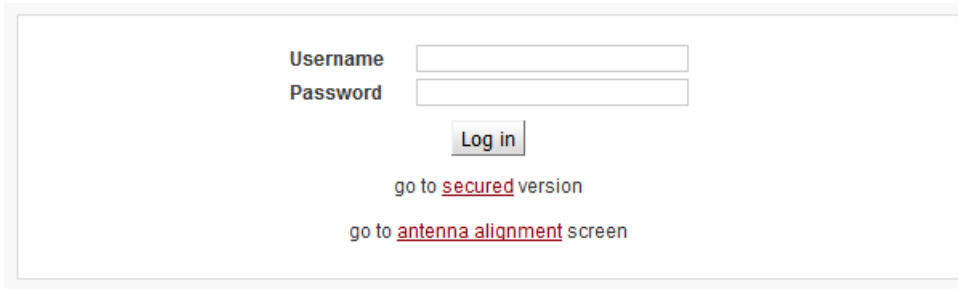 Username
Password
Log in
go to secured version
go to antenna alignment screen